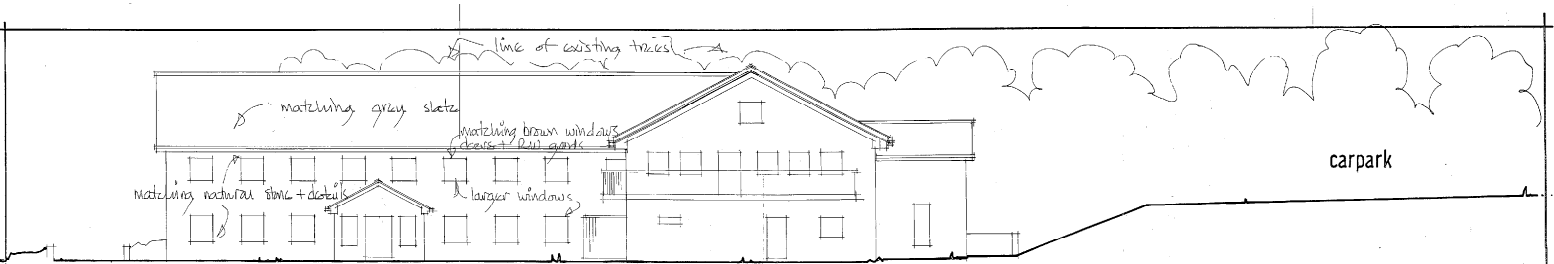 line of existing trees
matching grey slate
matching brown windows
doors + RW goods
carpark
matching natural stone + details
larger windows